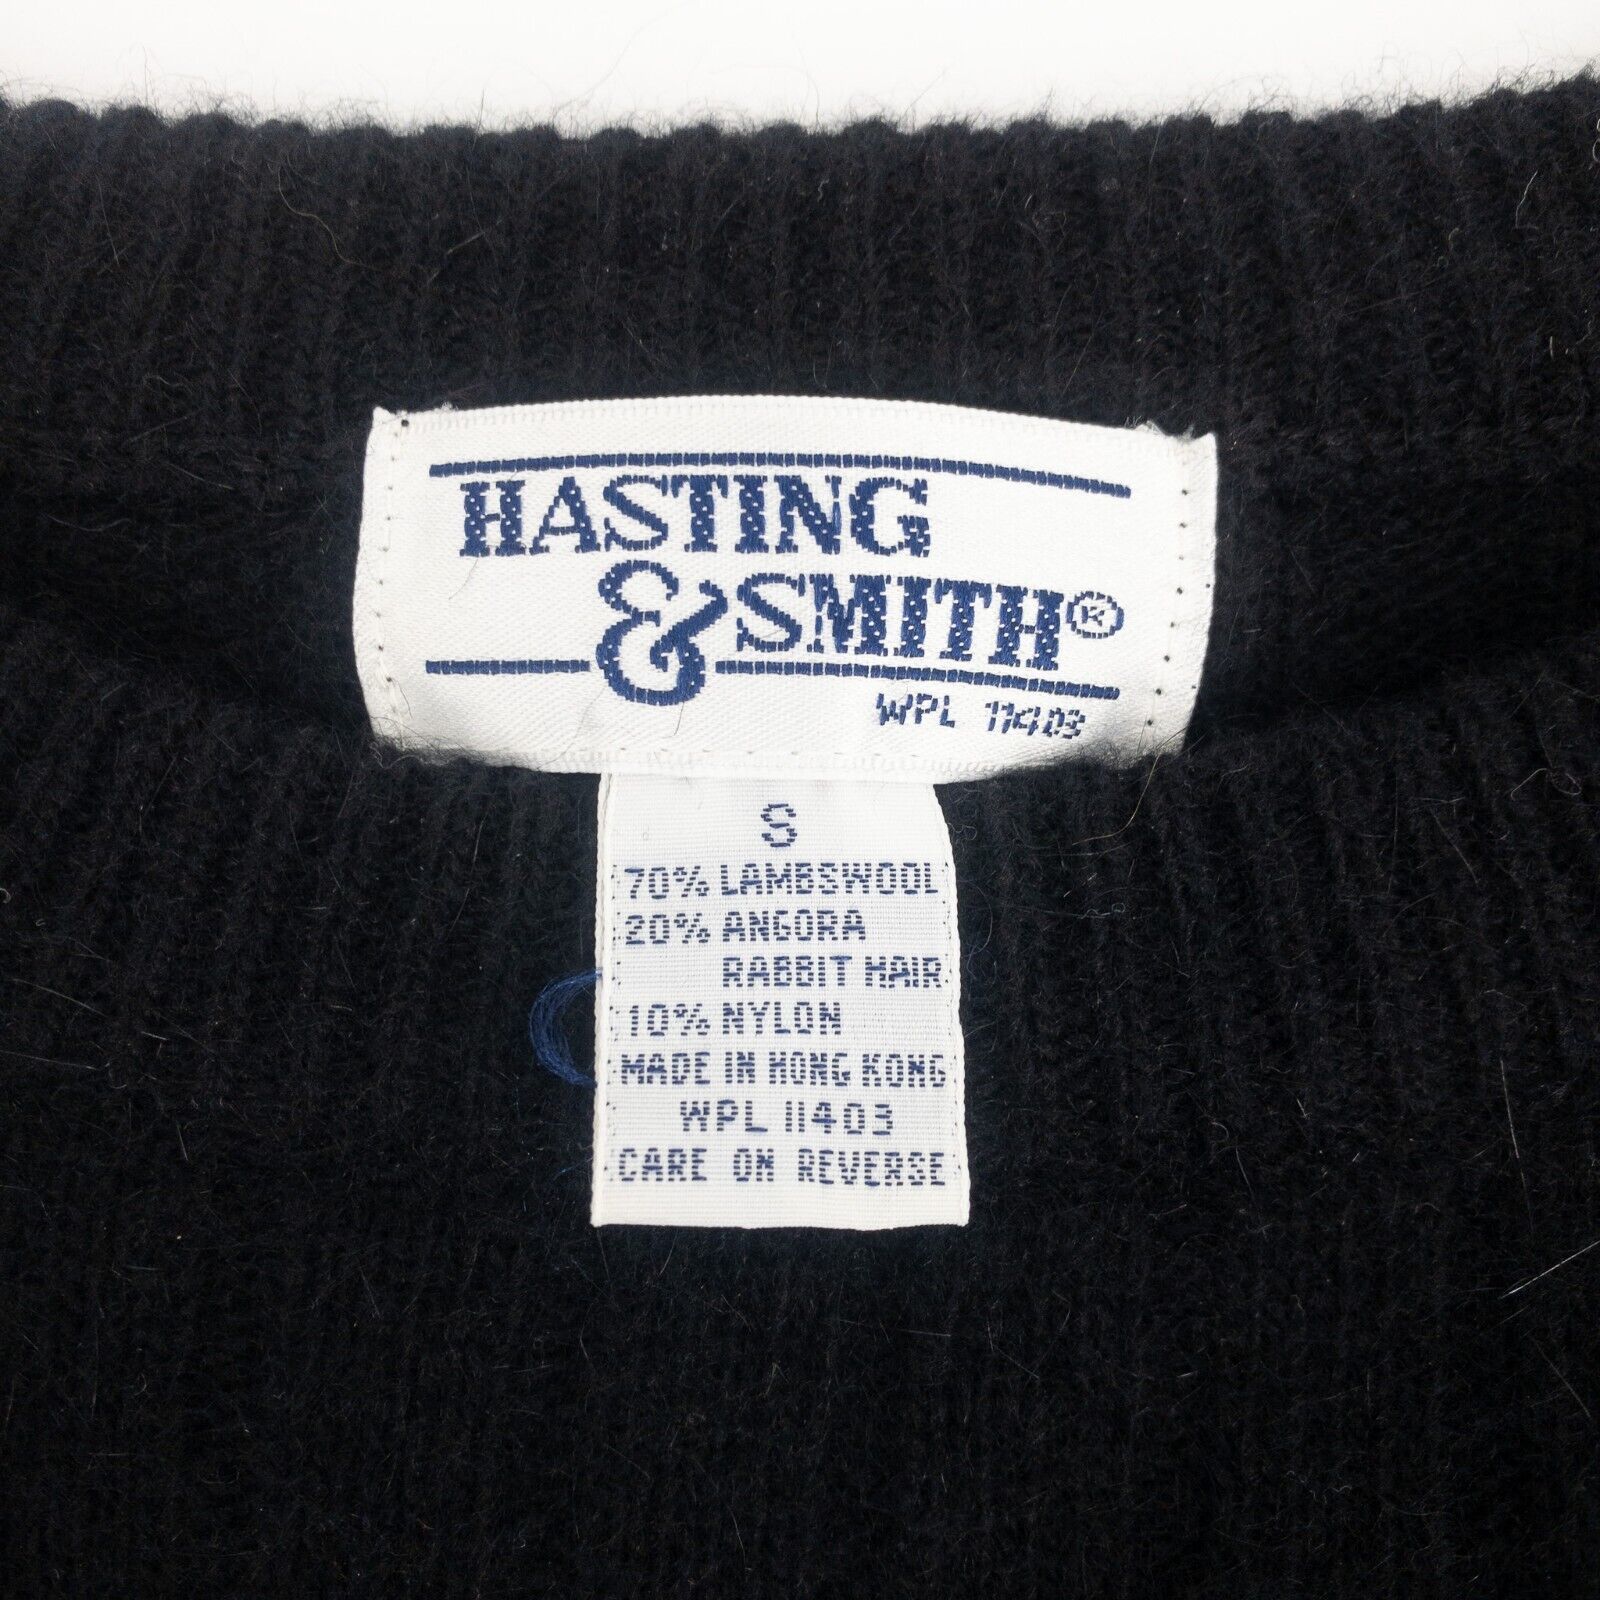 HASTING
& SMITH®
WPL 11403
S
70% LAMBSWOOL
20% ANGORA
RABBIT HAIR
10% NYLON
MADE IN HONG KONG
WPL 11403
CARE ON REVERSE